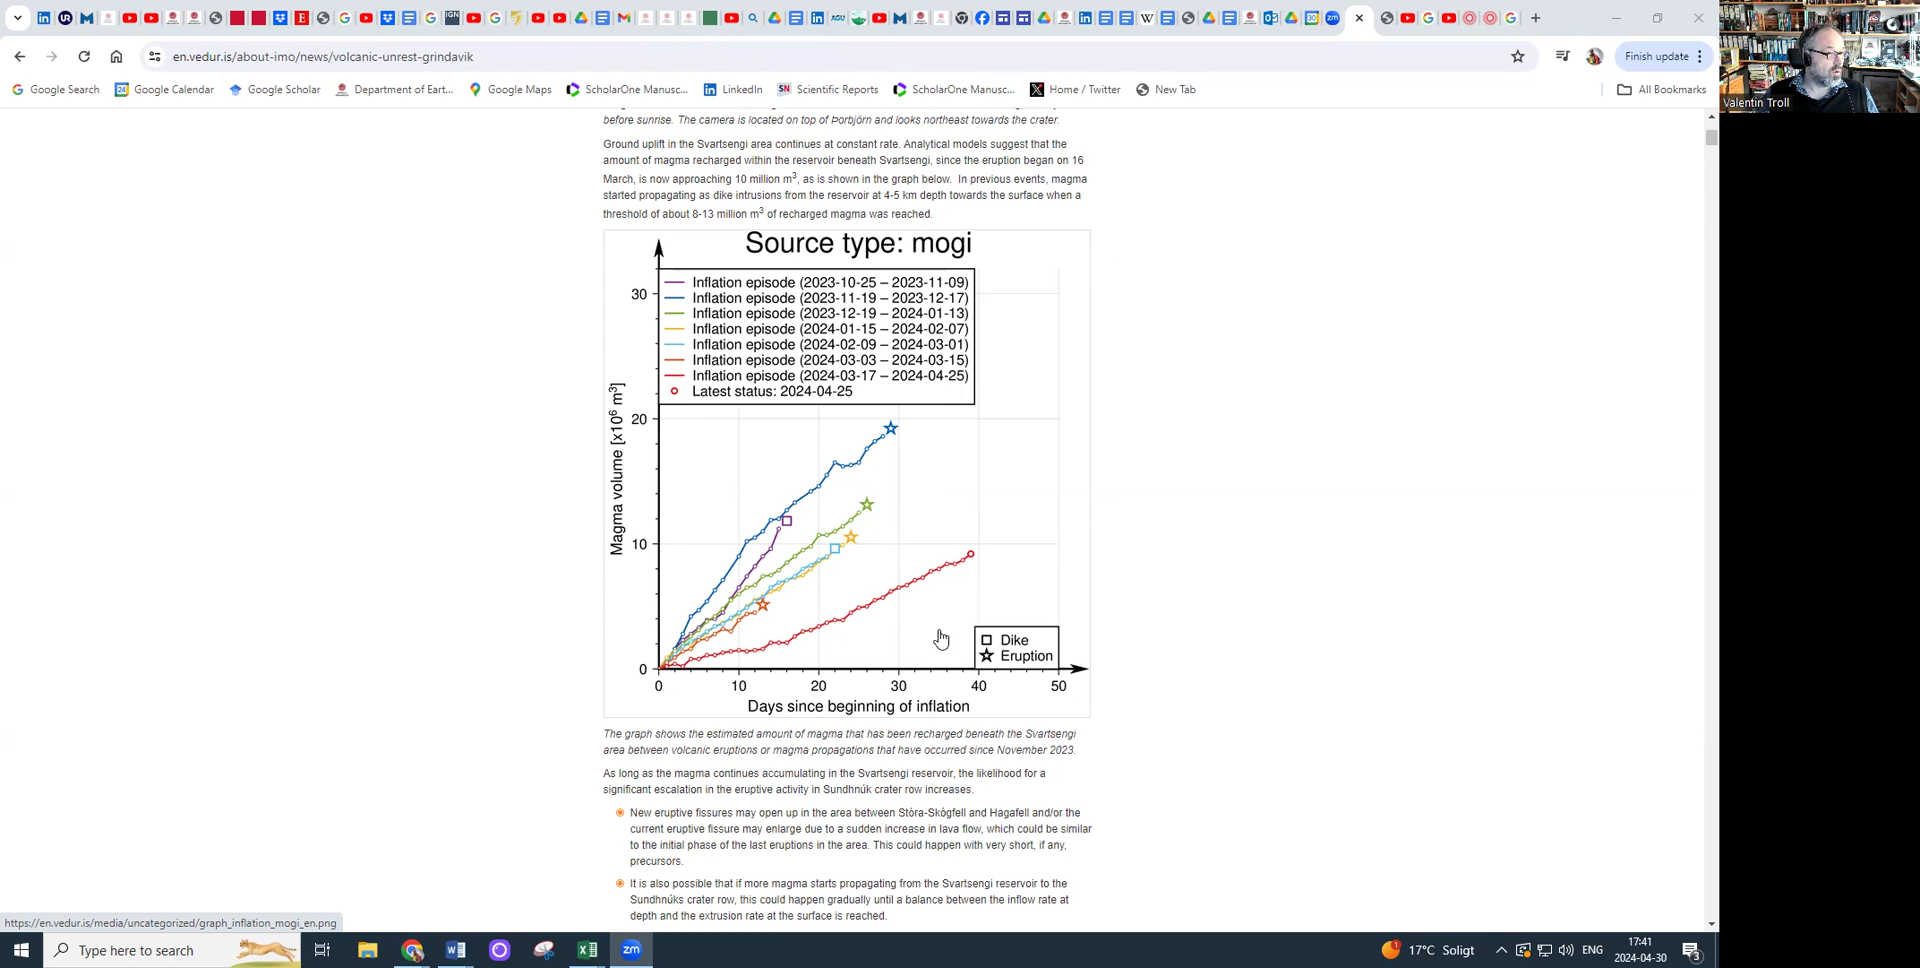 en.vedur.is/about-imo/news/volcanic-unrest-grindavik
Finish update
Google Search
Google Calendar
Google Scholar
Department of Eart...
Google Maps
ScholarOne Manusc...
LinkedIn
Scientific Reports
ScholarOne Manusc...
Home / Twitter
New Tab
All Bookmarks
Valentin Troll
before sunrise. The camera is located on top of Þorbjörn and looks northeast towards the crater.
Ground uplift in the Svartsengi area continues at constant rate. Analytical models suggest that the
amount of magma recharged within the reservoir beneath Svartsengi, since the eruption began on 16
March, is now approaching 10 million m³, as is shown in the graph below. In previous events, magma
started propagating as dike intrusions from the reservoir at 4-5 km depth towards the surface when a
threshold of about 8-13 million m³ of recharged magma was reached.
Source type: mogi
Inflation episode (2023-10-25 – 2023-11-09)
Inflation episode (2023-11-19 – 2023-12-17)
Inflation episode (2023-12-19 – 2024-01-13)
Inflation episode (2024-01-15 – 2024-02-07)
Inflation episode (2024-02-09 – 2024-03-01)
Inflation episode (2024-03-03 – 2024-03-15)
Inflation episode (2024-03-17 – 2024-04-25)
Latest status: 2024-04-25
Magma volume [x10⁶ m³]
30
20
10
0
Dike
Eruption
0 10 20 30 40 50
Days since beginning of inflation
The graph shows the estimated amount of magma that has been recharged beneath the Svartsengi
area between volcanic eruptions or magma propagations that have occurred since November 2023.
As long as the magma continues accumulating in the Svartsengi reservoir, the likelihood for a
significant escalation in the eruptive activity in Sundhnúk crater row increases.
New eruptive fissures may open up in the area between Stóra-Skógfell and Hagafell and/or the
current eruptive fissure may enlarge due to a sudden increase in lava flow, which could be similar
to the initial phase of the last eruptions in the area. This could happen with very short, if any,
precursors.
It is also possible that if more magma starts propagating from the Svartsengi reservoir to the
Sundhnúks crater row, this could happen gradually until a balance between the inflow rate at
depth and the extrusion rate at the surface is reached.
https://en.vedur.is/media/uncategorized/graph_inflation_mogi_en.png
Type here to search
zm
17°C Soligt
ENG
17:41
2024-04-30
3